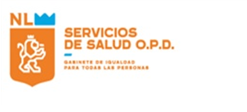 NL
SERVICIOS
DE SALUD O.P.D.
GABINETE DE IGUALDAD
PARA TODAS LAS PERSONAS